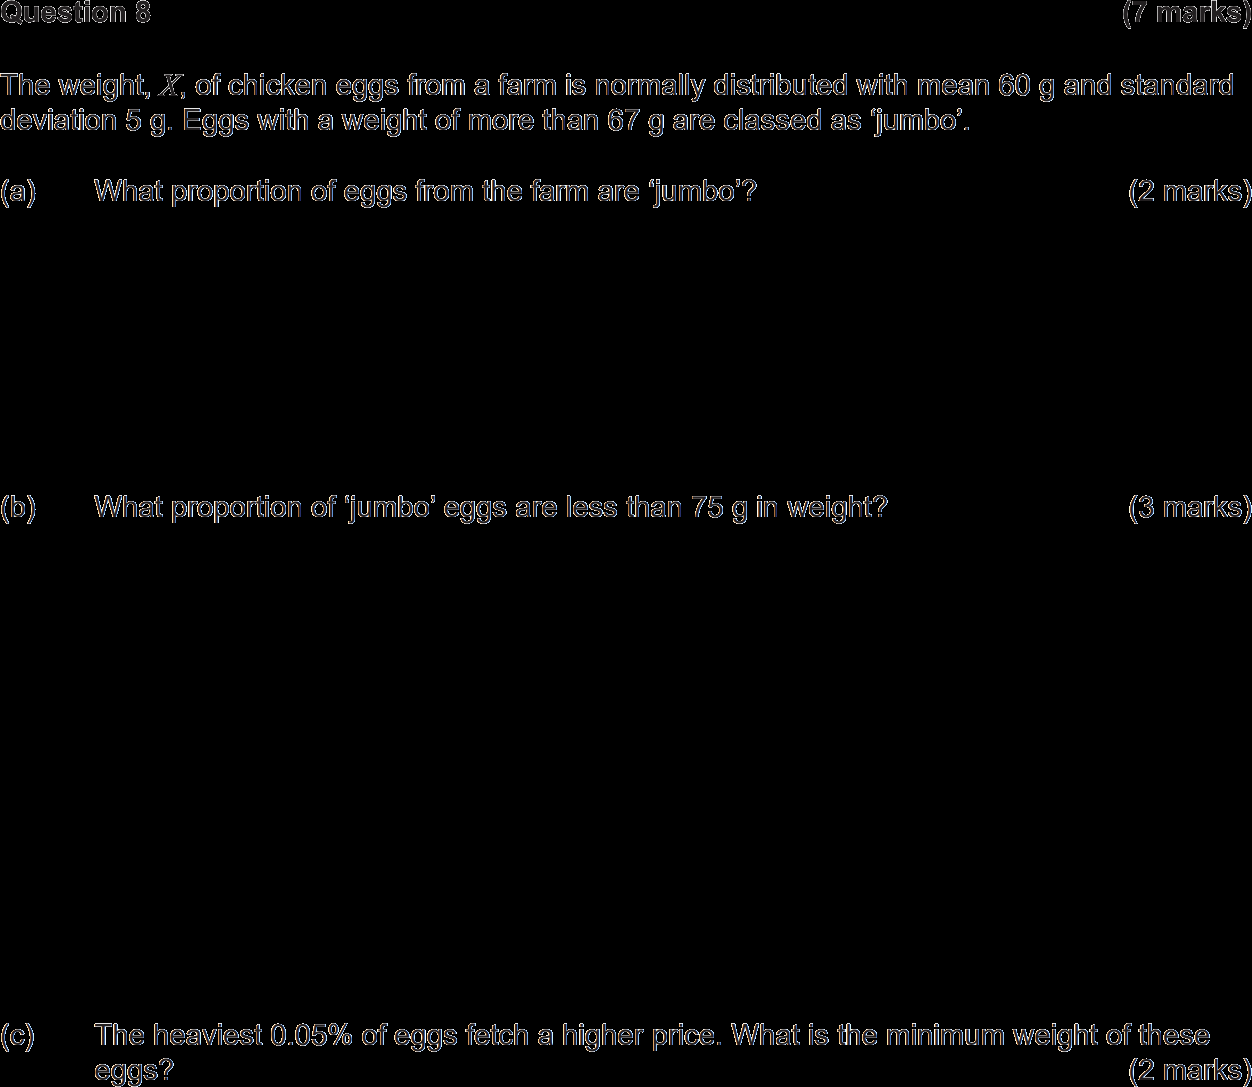 Question 8 (7 marks)
The weight, X, of chicken eggs from a farm is normally distributed with mean 60 g and standard
deviation 5 g. Eggs with a weight of more than 67 g are classed as ‘jumbo’.
(a) What proportion of eggs from the farm are ‘jumbo’? (2 marks)
(b) What proportion of ‘jumbo’ eggs are less than 75 g in weight? (3 marks)
(c) The heaviest 0.05% of eggs fetch a higher price. What is the minimum weight of these
eggs? (2 marks)